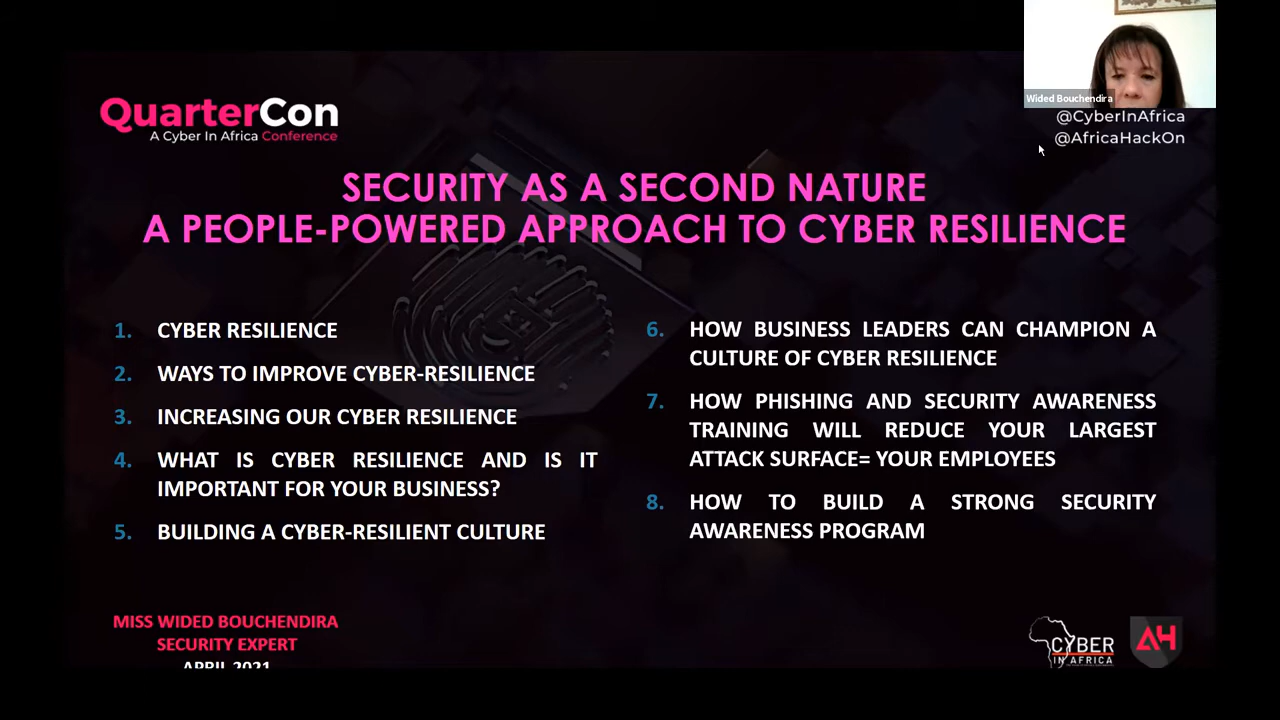 QuarterCon
A Cyber In Africa Conference
Wided Bouchendira
@CyberInAfrica
@AfricaHackOn
SECURITY AS A SECOND NATURE
A PEOPLE-POWERED APPROACH TO CYBER RESILIENCE
1. CYBER RESILIENCE
2. WAYS TO IMPROVE CYBER-RESILIENCE
3. INCREASING OUR CYBER RESILIENCE
4. WHAT IS CYBER RESILIENCE AND IS IT
IMPORTANT FOR YOUR BUSINESS?
5. BUILDING A CYBER-RESILIENT CULTURE
6. HOW BUSINESS LEADERS CAN CHAMPION A
CULTURE OF CYBER RESILIENCE
7. HOW PHISHING AND SECURITY AWARENESS
TRAINING WILL REDUCE YOUR LARGEST
ATTACK SURFACE= YOUR EMPLOYEES
8. HOW TO BUILD A STRONG SECURITY
AWARENESS PROGRAM
MISS WIDED BOUCHENDIRA
SECURITY EXPERT
APRIL 2021
CYBER
IN AFRICA
AH